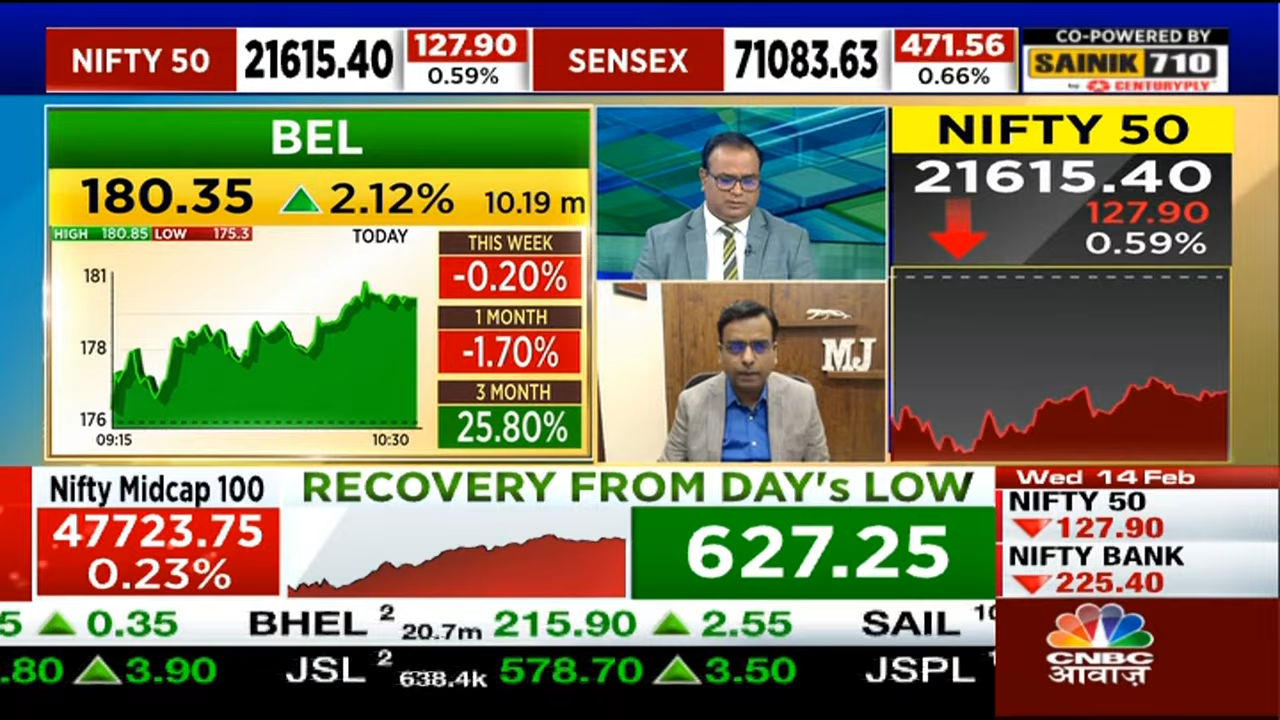 NIFTY 50 21615.40 127.90 0.59% SENSEX 71083.63 471.56 0.66%
CO-POWERED BY
SAINIK 710
by CENTURYPLY
BEL
180.35 2.12% 10.19 m
HIGH 180.85 LOW 175.3
TODAY
181
178
176
09:15 10:30
THIS WEEK
-0.20%
1 MONTH
-1.70%
3 MONTH
25.80%
MJ
NIFTY 50
21615.40
127.90
0.59%
Nifty Midcap 100
47723.75
0.23%
RECOVERY FROM DAY's LOW
627.25
Wed 14 Feb
NIFTY 50
127.90
NIFTY BANK
225.40
5 0.35 BHEL 2 20.7m 215.90 2.55 SAIL 10
.80 3.90 JSL 2 638.4k 578.70 3.50 JSPL
CNBC
आवाज़